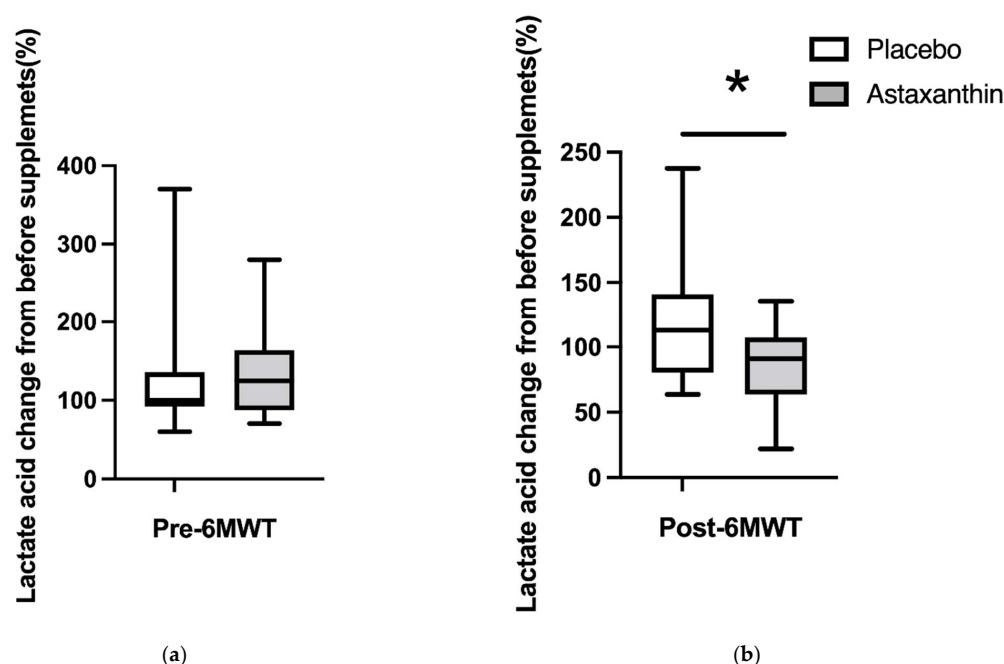 Lactate acid change from before supplemets(%)
400
300
200
100
0
Pre-6MWT
(a)
Lactate acid change from before supplemets(%)
*
Placebo
Astaxanthin
250
200
150
100
50
0
Post-6MWT
(b)